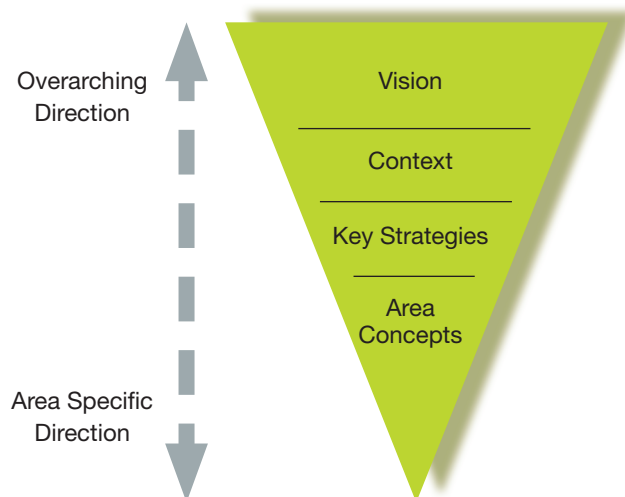 Overarching
Direction
Vision
Context
Key Strategies
Area
Concepts
Area Specific
Direction